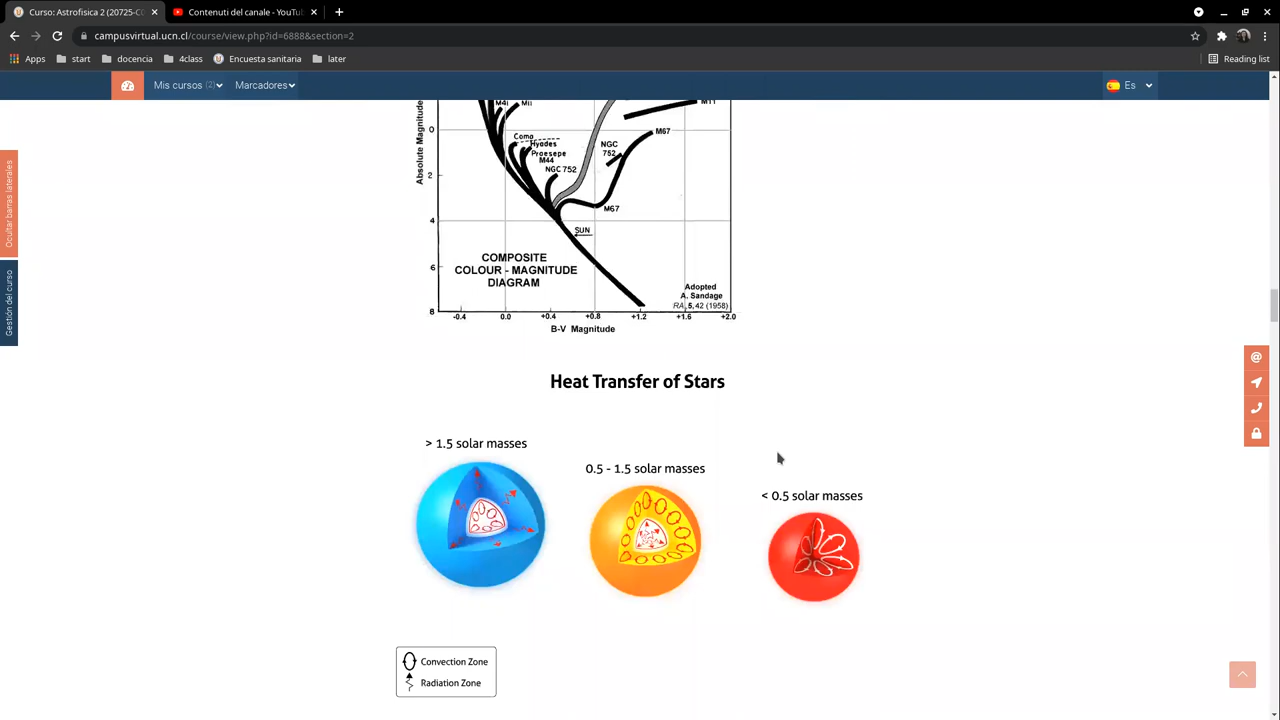 Curso: Astrofísica 2 (20725-C
Contenuti del canale - YouTu
campusvirtual.ucn.cl/course/view.php?id=6888&section=2
Apps
start
docencia
4class
Encuesta sanitaria
later
Reading list
Mis cursos (2)
Marcadores
Es
Ocultar barras laterales
Gestión del curso
M41 M11
M11
Absolute Magnitude
0
2
4
6
8
Coma
Hyades
Praesepe
M44
NGC 752
NGC
752
M67
M67
SUN
COMPOSITE
COLOUR - MAGNITUDE
DIAGRAM
Adopted
A. Sandage
RA, 5, 42 (1958)
-0.4 0.0 +0.4 +0.8 +1.2 +1.6 +2.0
B-V Magnitude
Heat Transfer of Stars
> 1.5 solar masses
0.5 - 1.5 solar masses
< 0.5 solar masses
Convection Zone
Radiation Zone